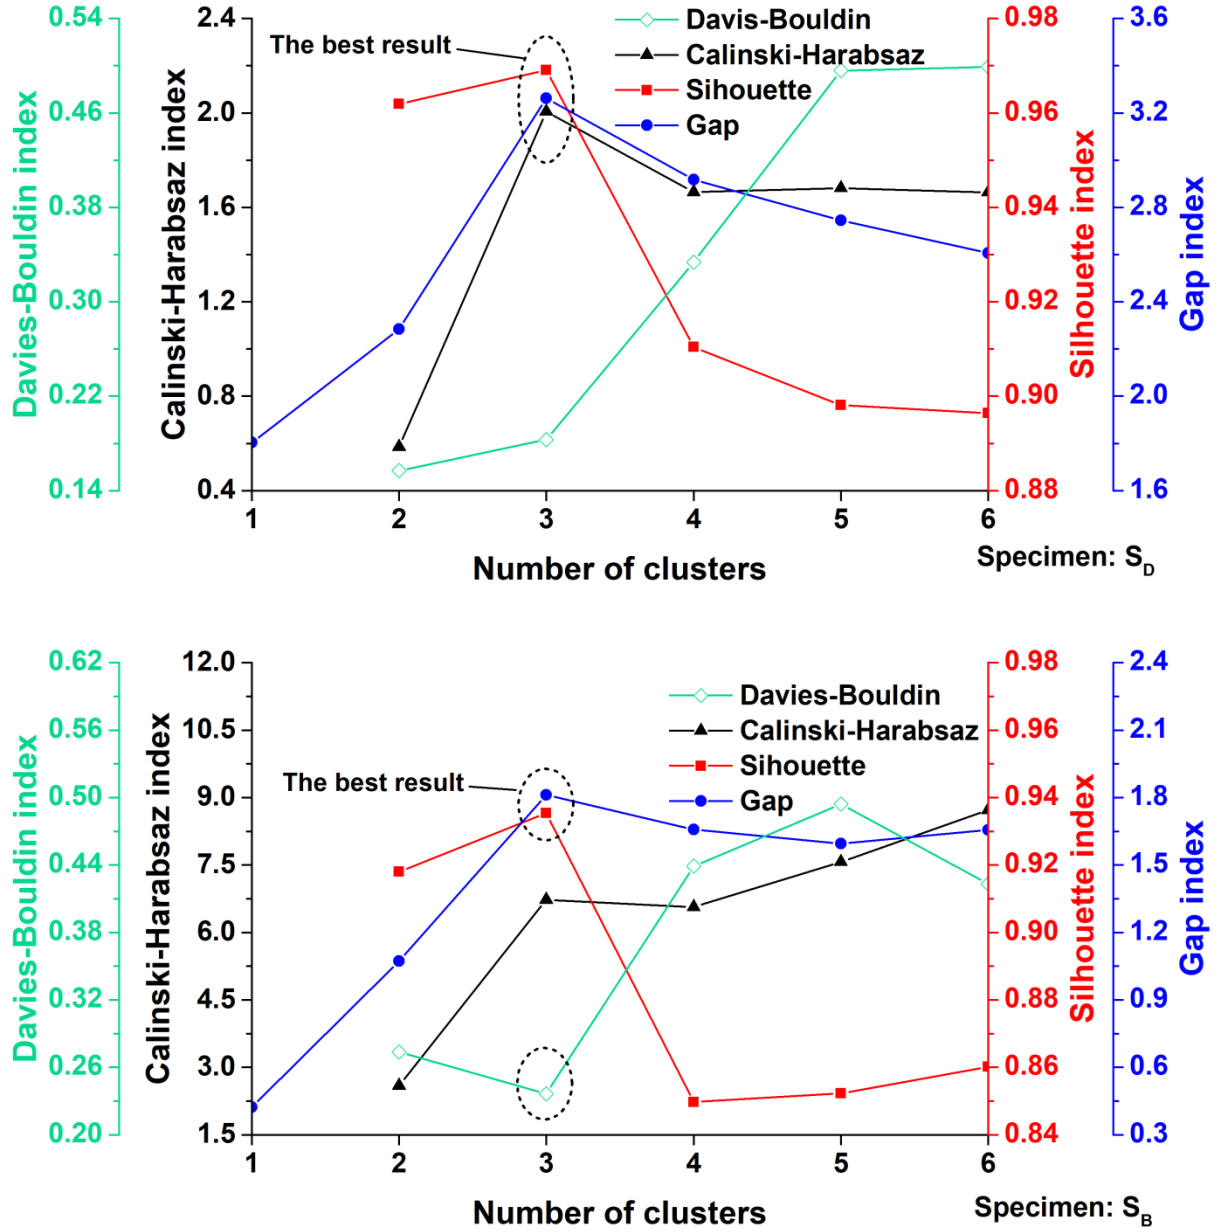 0.54
0.46
0.38
0.30
0.22
0.14
Davies-Bouldin index
2.4
2.0
1.6
1.2
0.8
0.4
Calinski-Harabsaz index
The best result
Davis-Bouldin
Calinski-Harabsaz
Sihouette
Gap
0.98
0.96
0.94
0.92
0.90
0.88
Silhouette index
3.6
3.2
2.8
2.4
2.0
1.6
Gap index
1 2 3 4 5 6
Number of clusters
Specimen: S_D
0.62
0.56
0.50
0.44
0.38
0.32
0.26
0.20
Davies-Bouldin index
12.0
10.5
9.0
7.5
6.0
4.5
3.0
1.5
Calinski-Harabsaz index
The best result
Davies-Bouldin
Calinski-Harabsaz
Sihouette
Gap
0.98
0.96
0.94
0.92
0.90
0.88
0.86
0.84
Silhouette index
2.4
2.1
1.8
1.5
1.2
0.9
0.6
0.3
Gap index
1 2 3 4 5 6
Number of clusters
Specimen: S_B